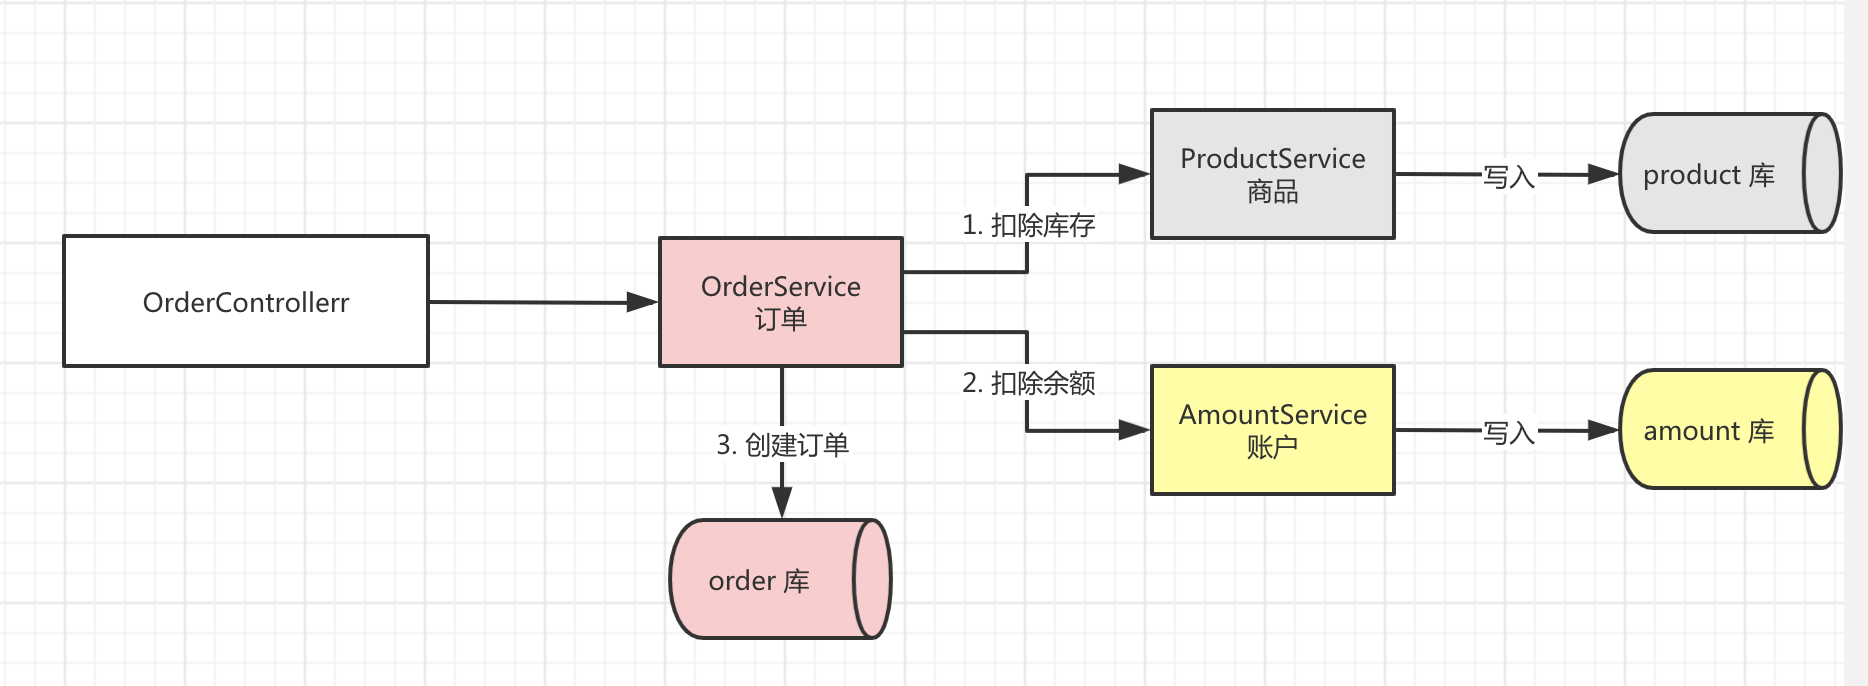 OrderControllerr
OrderService
订单
1. 扣除库存
ProductService
商品
写入
product 库
2. 扣除余额
AmountService
账户
写入
amount 库
3. 创建订单
order 库